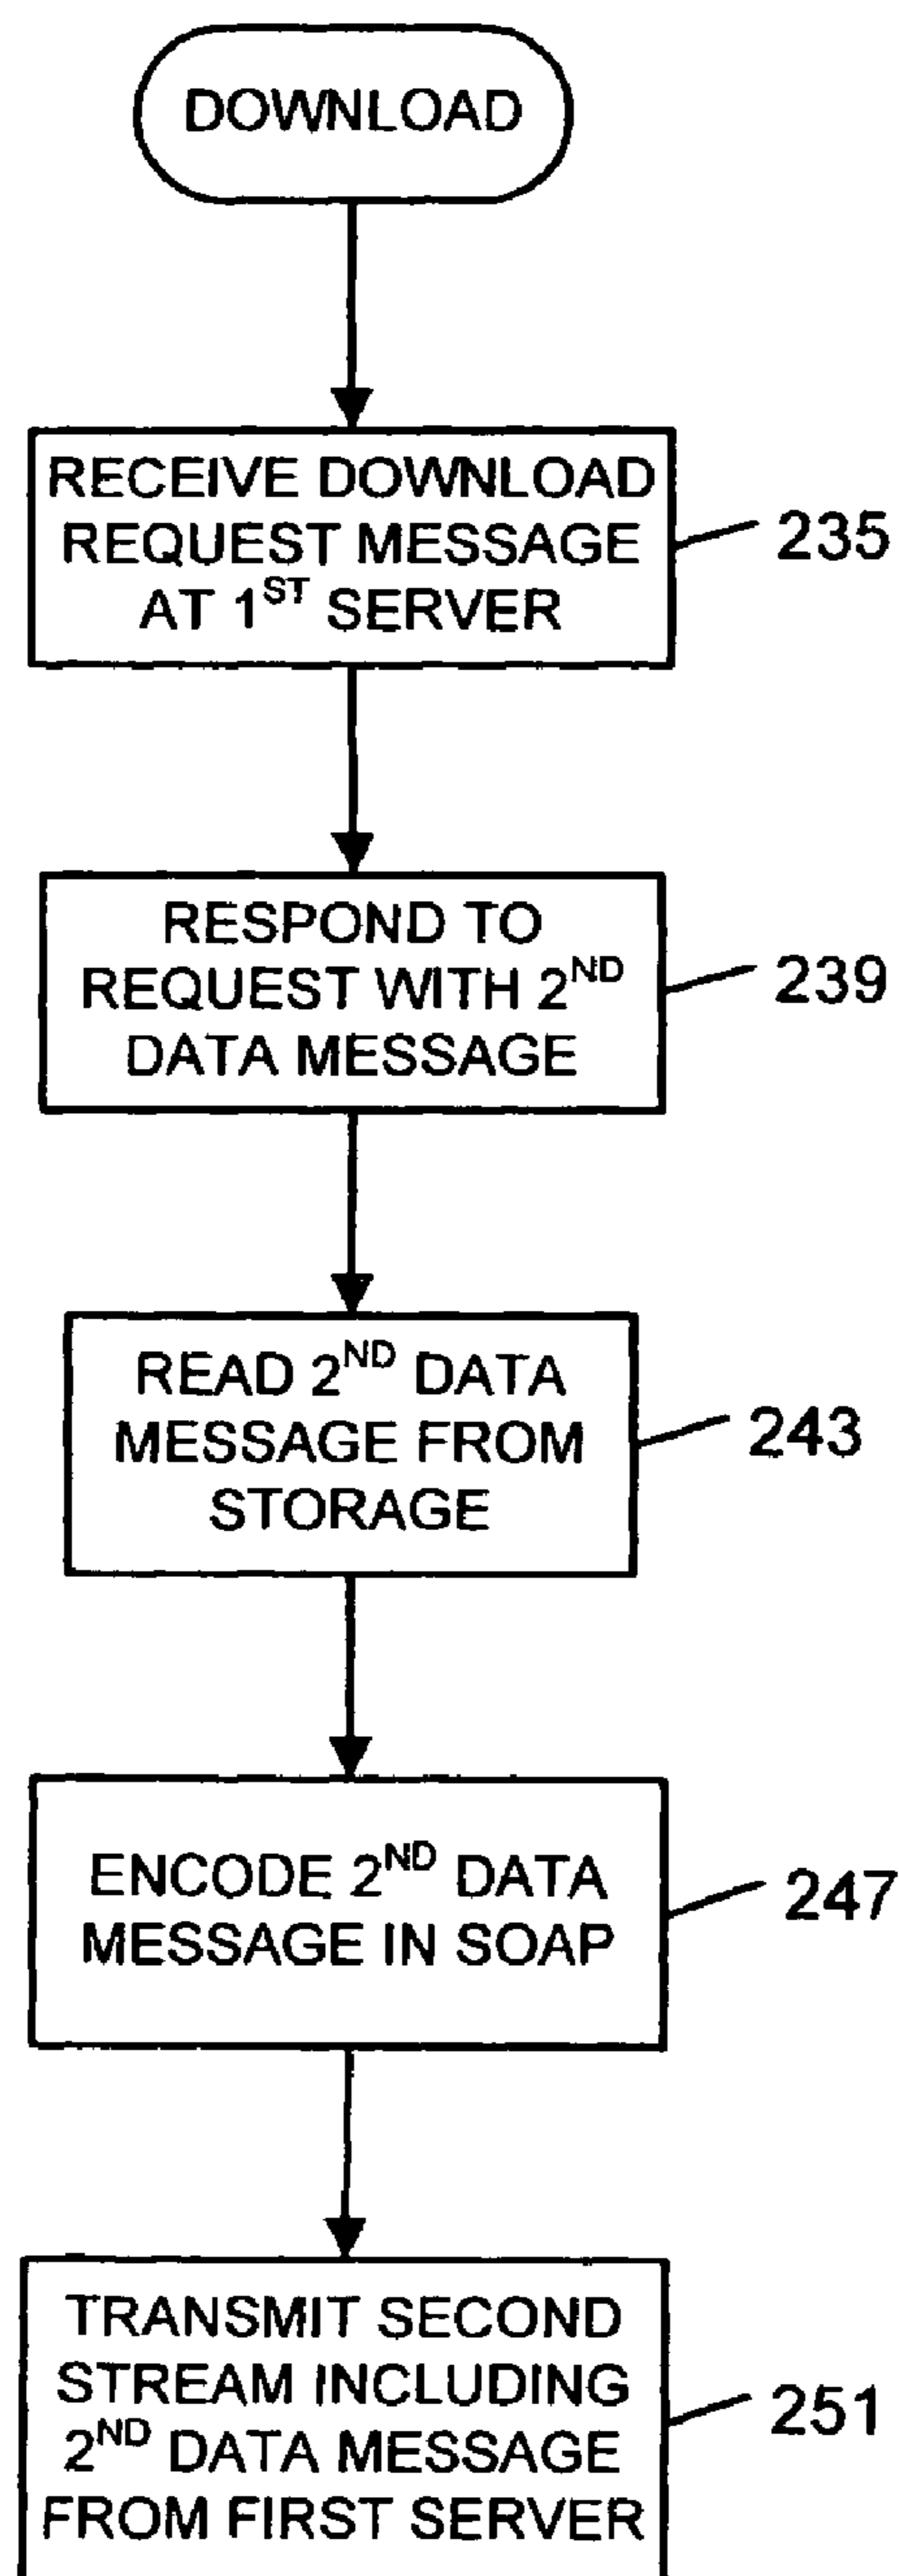 DOWNLOAD
RECEIVE DOWNLOAD
REQUEST MESSAGE
AT 1ST SERVER
235
RESPOND TO
REQUEST WITH 2ND
DATA MESSAGE
239
READ 2ND DATA
MESSAGE FROM
STORAGE
243
ENCODE 2ND DATA
MESSAGE IN SOAP
247
TRANSMIT SECOND
STREAM INCLUDING
2ND DATA MESSAGE
FROM FIRST SERVER
251